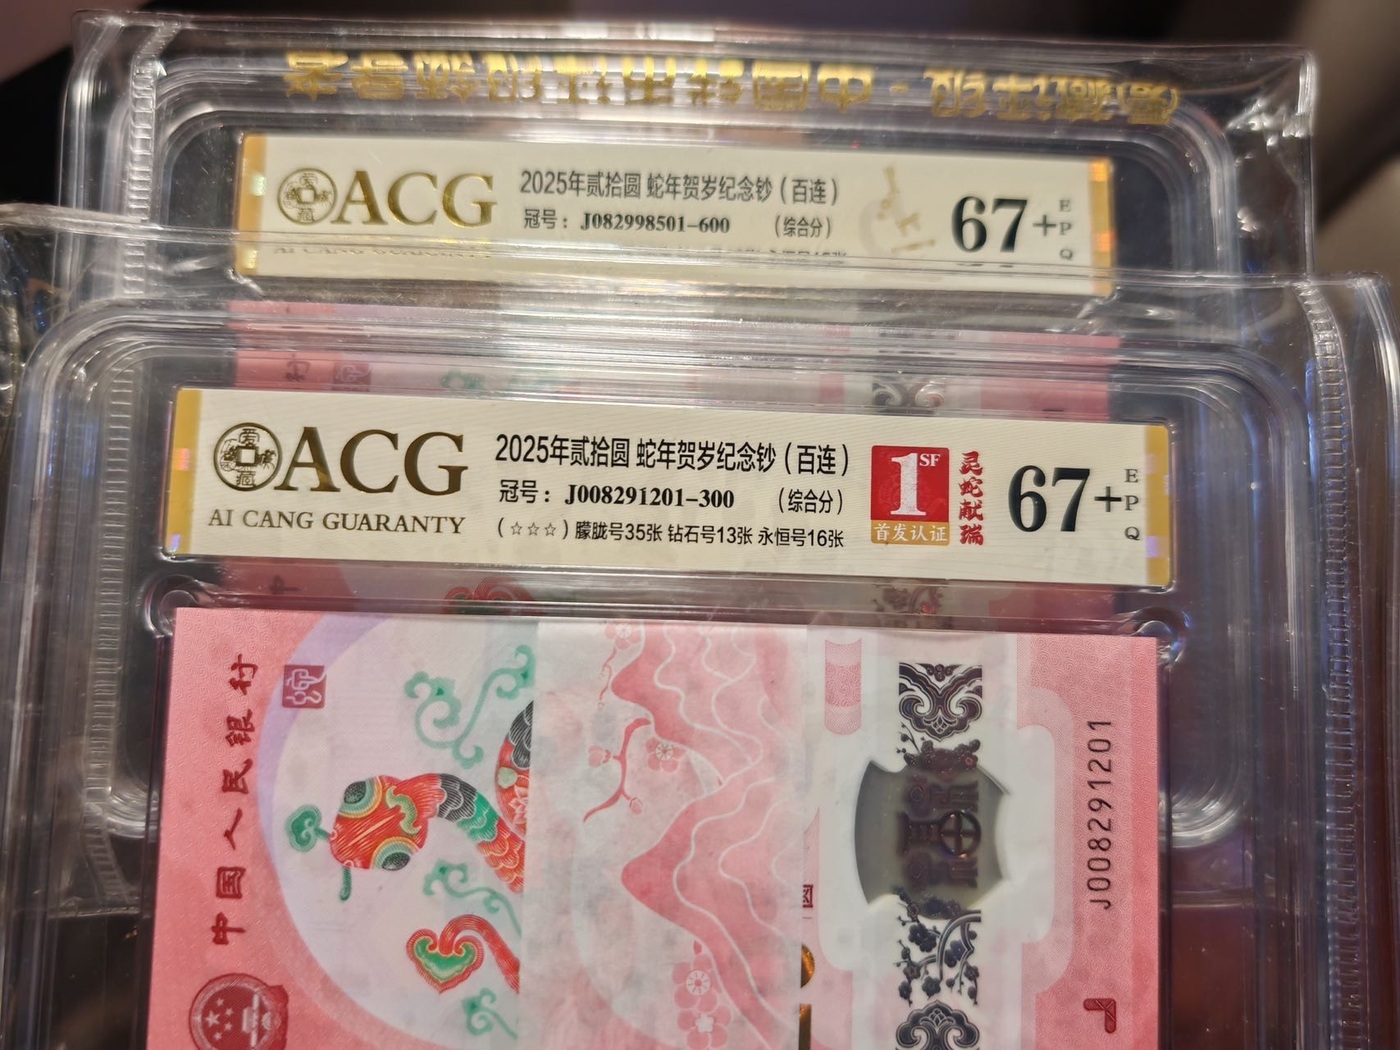 ACG
2025年贰拾圆 蛇年贺岁纪念钞(百连)
冠号：J082998501-600 (综合分)
67+
EPQ
ACG
AI CANG GUARANTY
2025年贰拾圆 蛇年贺岁纪念钞(百连)
冠号：J008291201-300 (综合分)
(☆☆☆) 朦胧号35张 钻石号13张 永恒号16张
1SF
首发认证
昆蛇献瑞
67+
EPQ
中国人民银行
J008291201